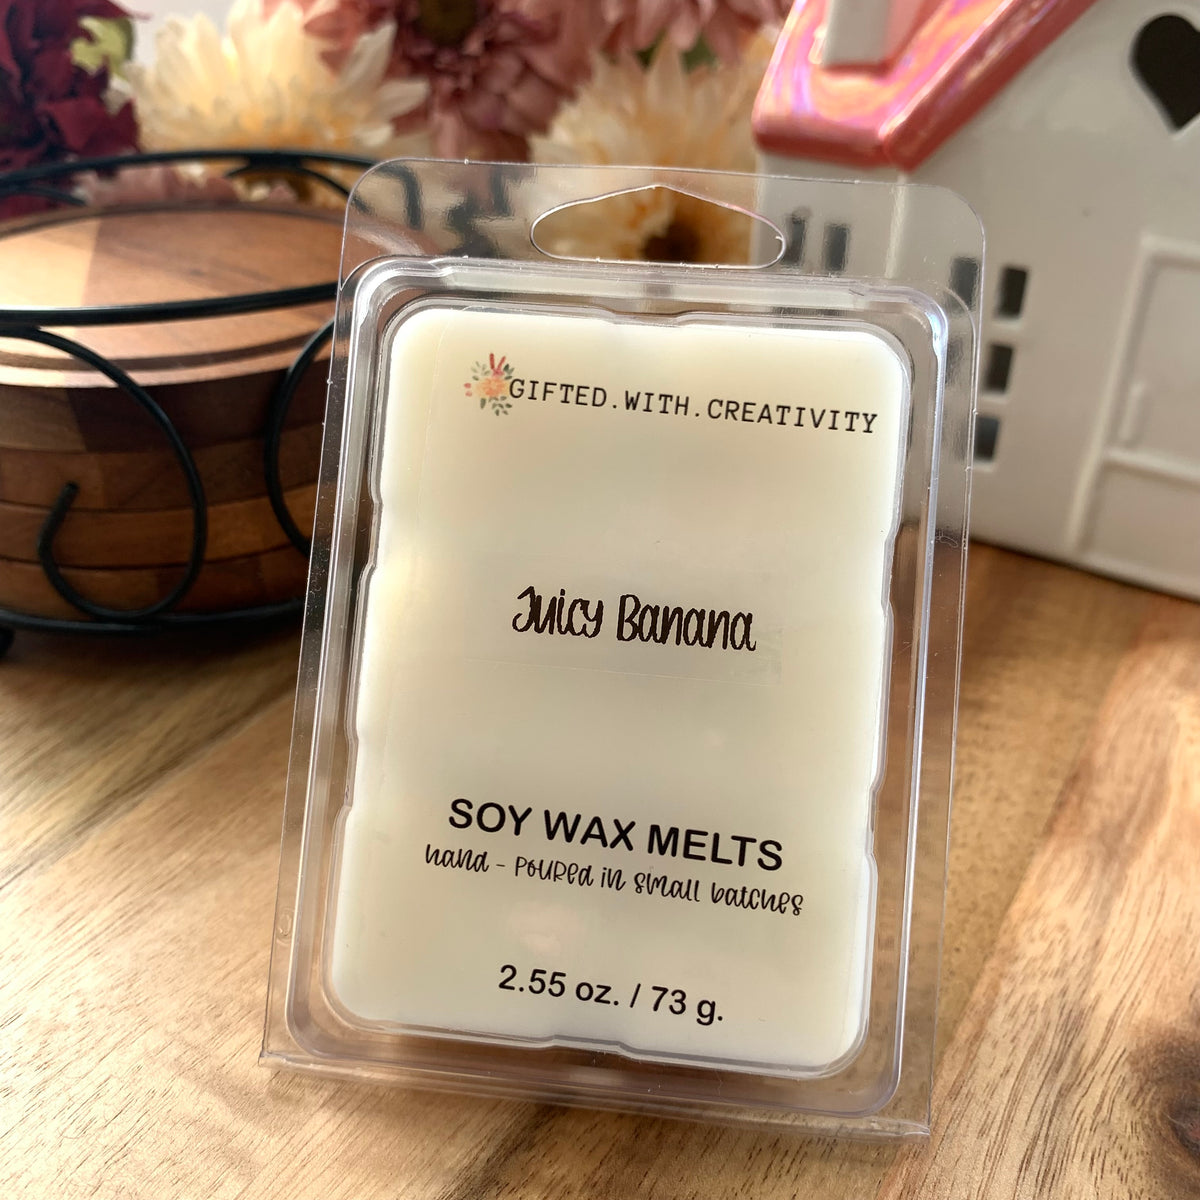 GIFTED.WITH.CREATIVITY
Juicy Banana
SOY WAX MELTS
hand - poured in small batches
2.55 oz. / 73 g.